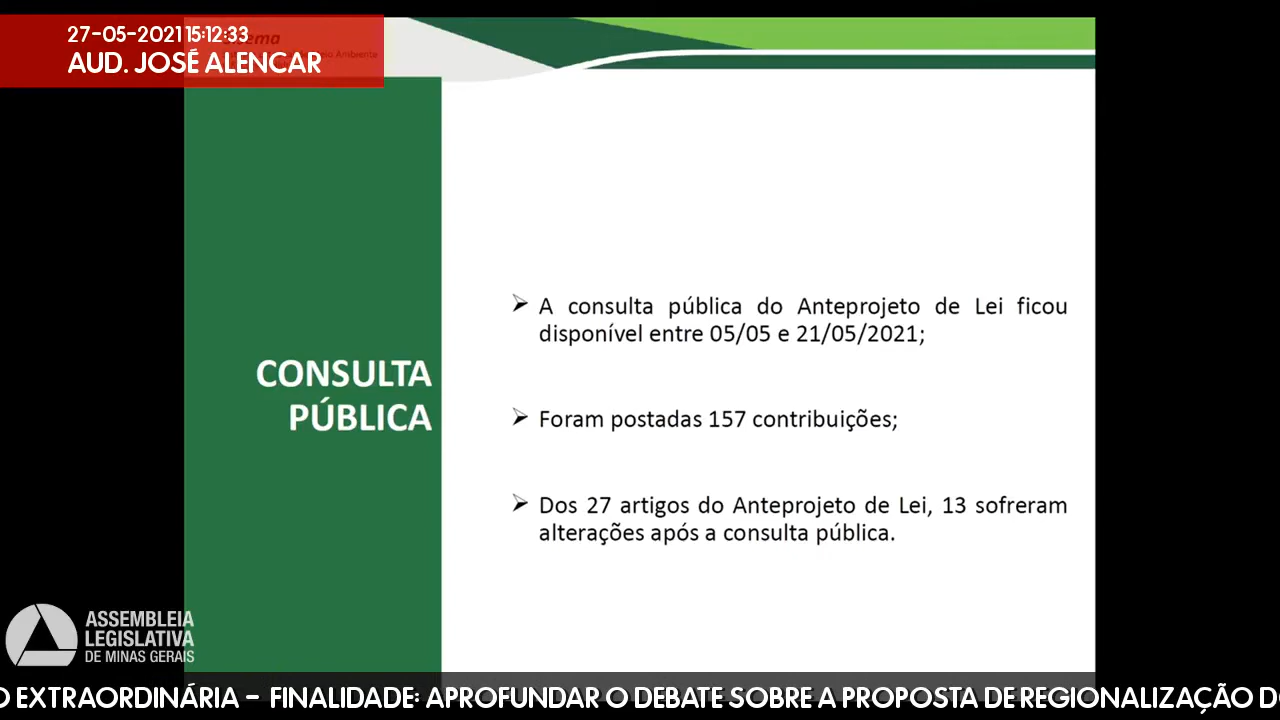 27-05-2021 15:12:33
AUD. JOSÉ ALENCAR
CONSULTA
PÚBLICA
➢ A consulta pública do Anteprojeto de Lei ficou
disponível entre 05/05 e 21/05/2021;
➢ Foram postadas 157 contribuições;
➢ Dos 27 artigos do Anteprojeto de Lei, 13 sofreram
alterações após a consulta pública.
ASSEMBLEIA
LEGISLATIVA
DE MINAS GERAIS
O EXTRAORDINÁRIA – FINALIDADE: APROFUNDAR O DEBATE SOBRE A PROPOSTA DE REGIONALIZAÇÃO D